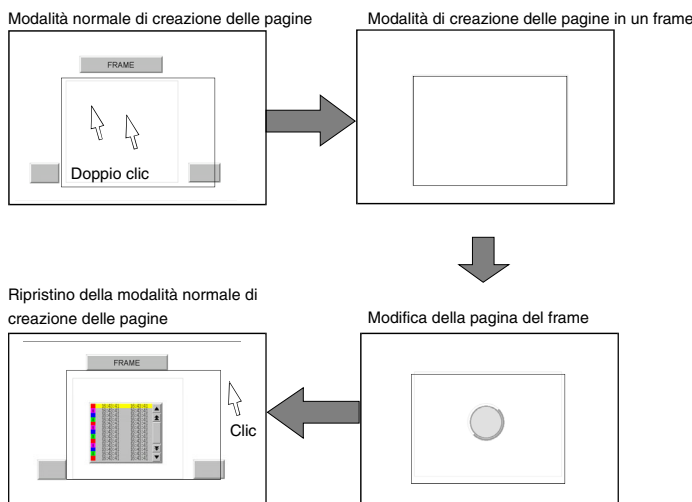 Modalità normale di creazione delle pagine
Modalità di creazione delle pagine in un frame
FRAME
Doppio clic
Ripristino della modalità normale di
creazione delle pagine
Modifica della pagina del frame
FRAME
Clic